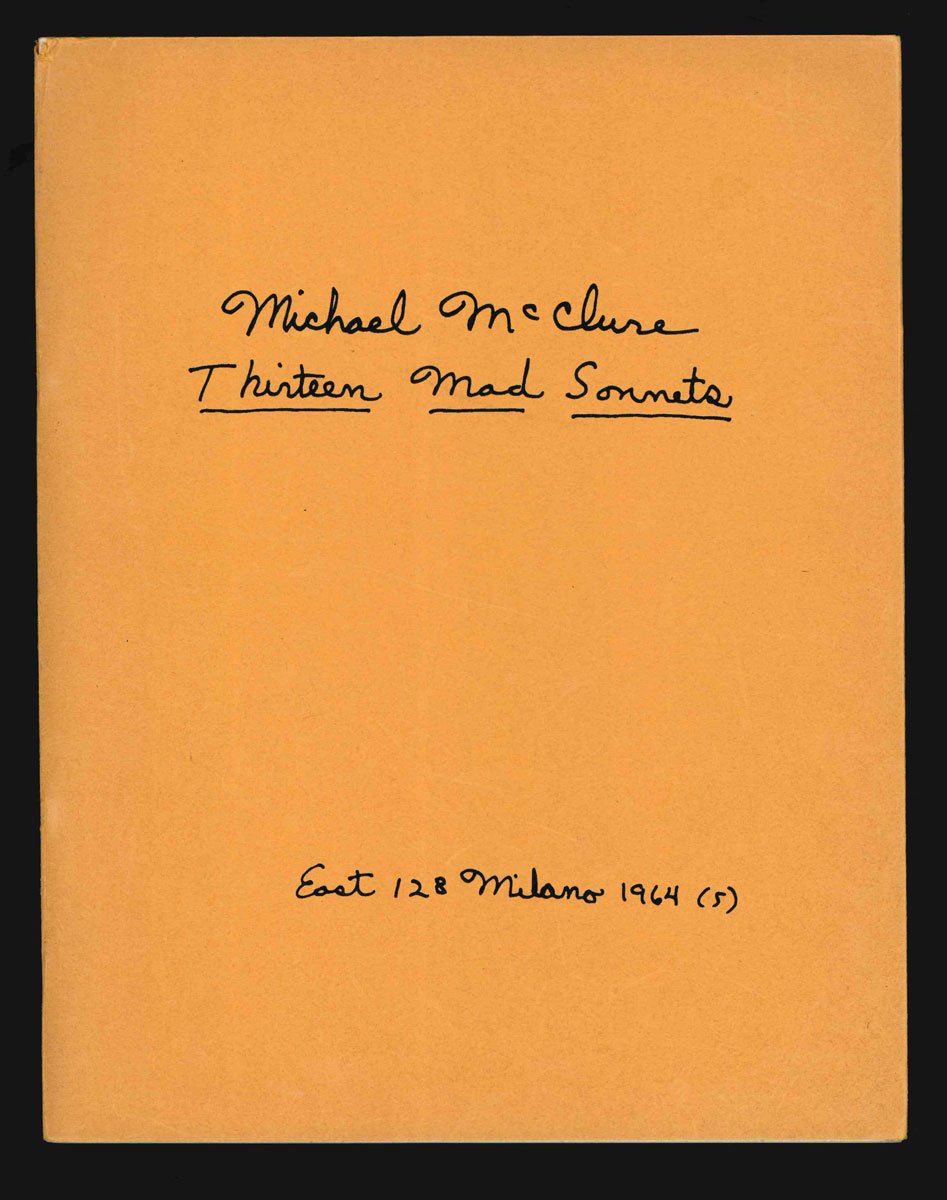 Michael McClure
Thirteen Mad Sonnets
East 128 Milano 1964 (5)